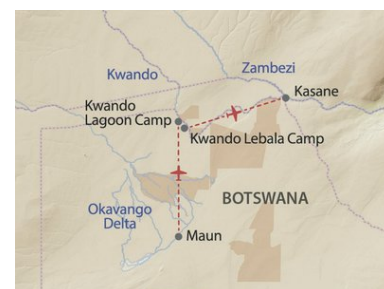 Kwando
Zambezi
Kasane
Kwando
Lagoon Camp
Kwando Lebala Camp
Okavango
Delta
BOTSWANA
Maun